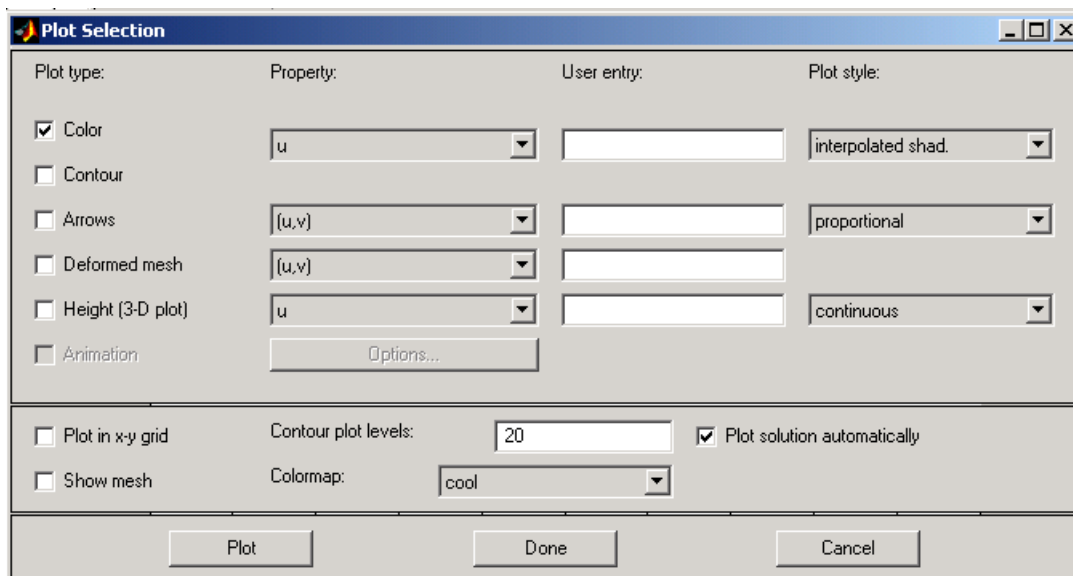 Plot Selection
Plot type: Property: User entry: Plot style:
Color u interpolated shad.
Contour
Arrows (u,v) proportional
Deformed mesh (u,v)
Height (3-D plot) u continuous
Animation Options...
Plot in x-y grid Contour plot levels: 20 Plot solution automatically
Show mesh Colormap: cool
Plot Done Cancel